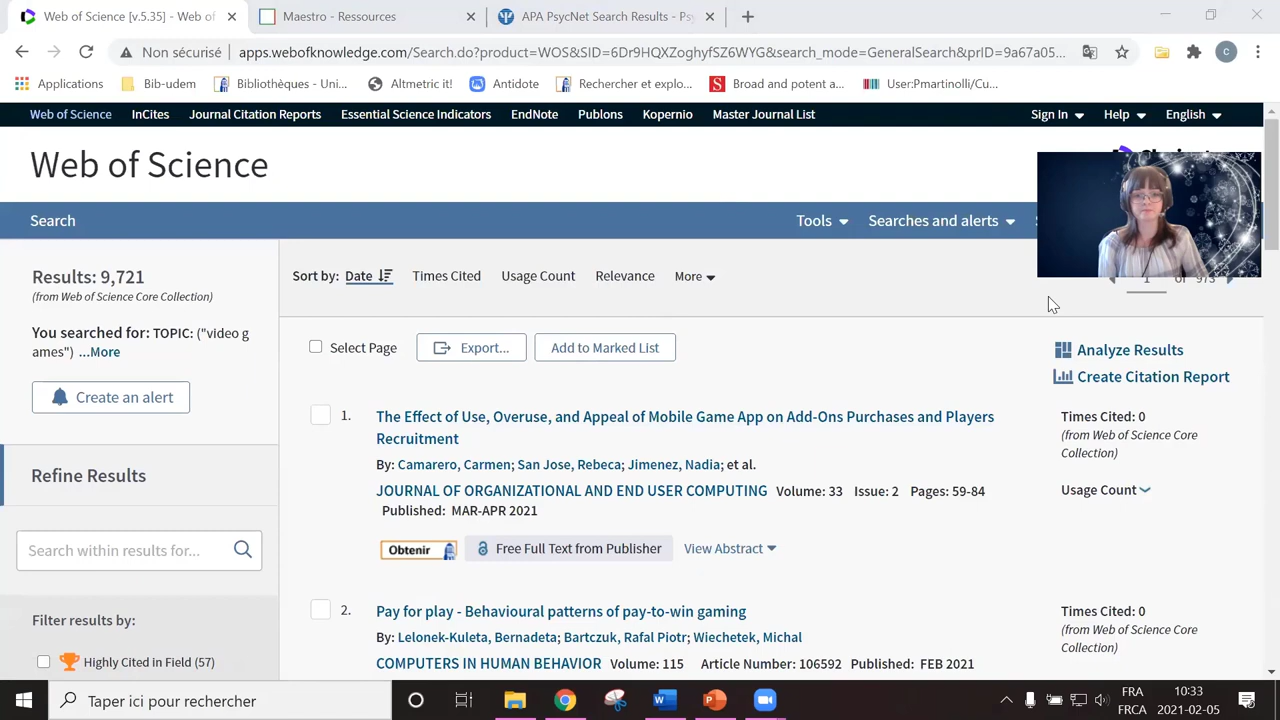 Web of Science [v.5.35] - Web of
Maestro - Ressources
APA PsycNet Search Results - Psy
Non sécurisé
apps.webofknowledge.com/Search.do?product=WOS&SID=6Dr9HQXZoghyfSZ6WYG&search_mode=GeneralSearch&prID=9a67a05...
C
Applications
Bib-udem
Bibliothèques - Uni...
Altmetric it!
Antidote
Rechercher et explo...
Broad and potent a...
User:Pmartinolli/Cu...
Web of Science
InCites
Journal Citation Reports
Essential Science Indicators
EndNote
Publons
Kopernio
Master Journal List
Sign In
Help
English
Web of Science
Search
Tools
Searches and alerts
Results: 9,721
(from Web of Science Core Collection)
You searched for: TOPIC: ("video g
ames") ...More
Create an alert
Refine Results
Search within results for...
Filter results by:
Highly Cited in Field (57)
Sort by: Date Times Cited Usage Count Relevance More
1 of 973
Select Page
Export...
Add to Marked List
Analyze Results
Create Citation Report
1. The Effect of Use, Overuse, and Appeal of Mobile Game App on Add-Ons Purchases and Players
Recruitment
By: Camarero, Carmen; San Jose, Rebeca; Jimenez, Nadia; et al.
JOURNAL OF ORGANIZATIONAL AND END USER COMPUTING Volume: 33 Issue: 2 Pages: 59-84
Published: MAR-APR 2021
Obtenir
Free Full Text from Publisher
View Abstract
Times Cited: 0
(from Web of Science Core
Collection)
Usage Count
2. Pay for play - Behavioural patterns of pay-to-win gaming
By: Lelonek-Kuleta, Bernadeta; Bartczuk, Rafal Piotr; Wiechetek, Michal
COMPUTERS IN HUMAN BEHAVIOR Volume: 115 Article Number: 106592 Published: FEB 2021
Times Cited: 0
(from Web of Science Core
Collection)
Taper ici pour rechercher
FRA
FRCA
10:33
2021-02-05